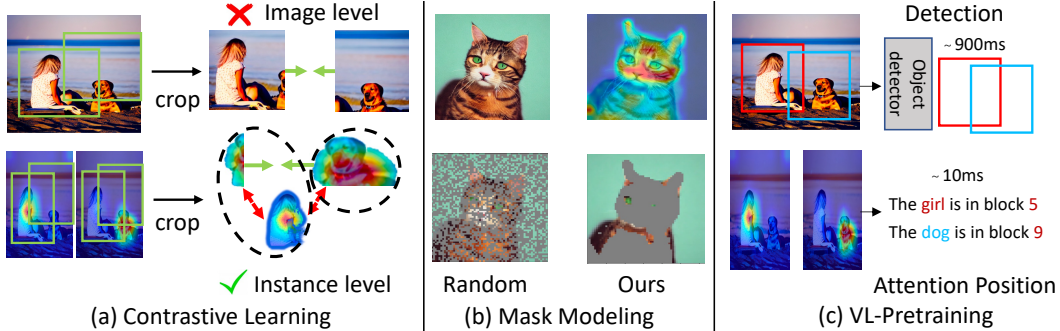 Image level
crop
crop
Instance level
(a) Contrastive Learning
Random
Ours
(b) Mask Modeling
Detection
Object
detector
~ 900ms
~ 10ms
The girl is in block 5
The dog is in block 9
Attention Position
(c) VL-Pretraining